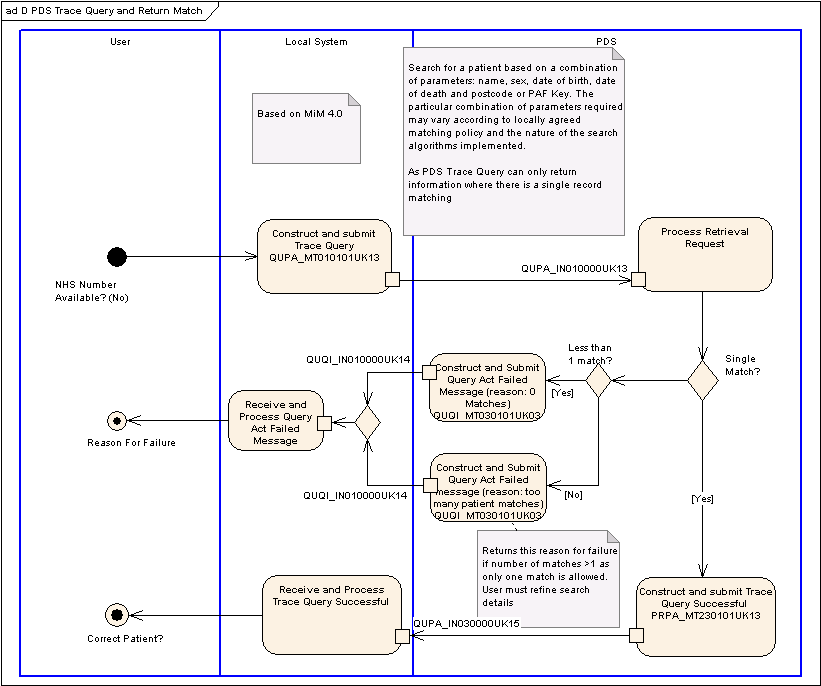 ad D PDS Trace Query and Return Match
User
Local System
PDS
Based on MiM 4.0
Search for a patient based on a combination
of parameters: name, sex, date of birth, date
of death and postcode or PAF Key. The
particular combination of parameters required
may vary according to locally agreed
matching policy and the nature of the search
algorithms implemented.
As PDS Trace Query can only return
information where there is a single record
matching
Construct and submit
Trace Query
QUPA_MT010101UK13
Process Retrieval
Request
NHS Number
Available? (No)
QUPA_IN010000UK13
Less than
1 match?
Single
Match?
QUQI_IN010000UK14
Construct and Submit
Query Act Failed
Message (reason: 0
Matches)
QUQI_MT030101UK03
[Yes]
Receive and
Process Query
Act Failed
Message
Reason For Failure
Construct and Submit
Query Act Failed
message (reason: too
many patient matches)
QUQI_MT030101UK03
QUQI_IN010000UK14
[No]
[Yes]
Returns this reason for failure
if number of matches >1 as
only one match is allowed.
User must refine search
details
Receive and Process
Trace Query Successful
Construct and submit Trace
Query Successful
PRPA_MT230101UK13
QUPA_IN030000UK15
Correct Patient?